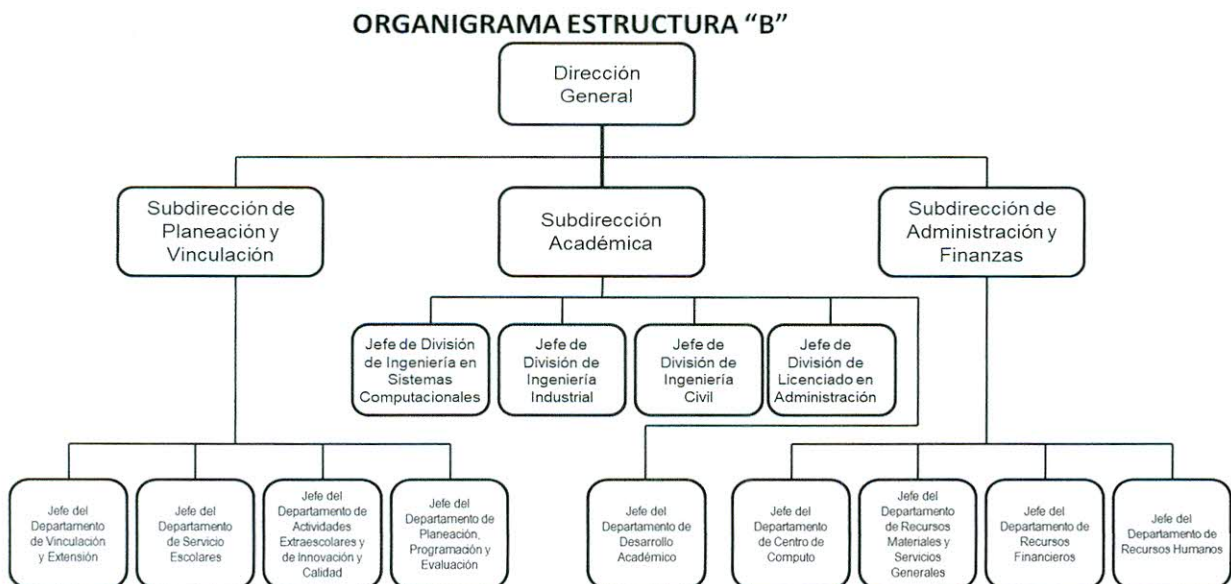 ORGANIGRAMA ESTRUCTURA “B”
Dirección
General
Subdirección de
Planeación y
Vinculación
Subdirección
Académica
Subdirección de
Administración y
Finanzas
Jefe de División
de Ingeniería en
Sistemas
Computacionales
Jefe de
División de
Ingeniería
Industrial
Jefe de
División de
Ingeniería
Civil
Jefe de
División de
Licenciado en
Administración
Jefe del
Departamento
de Vinculación
y Extensión
Jefe del
Departamento
de Servicio
Escolares
Jefe del
Departamento de
Actividades
Extraescolares y
de Innovación y
Calidad
Jefe del
Departamento de
Planeación,
Programación y
Evaluación
Jefe del
Departamento de
Desarrollo
Académico
Jefe del
Departamento
de Centro de
Computo
Jefe del
Departamento
de Recursos
Materiales y
Servicios
Generales
Jefe del
Departamento de
Recursos
Financieros
Jefe del
Departamento de
Recursos Humanos